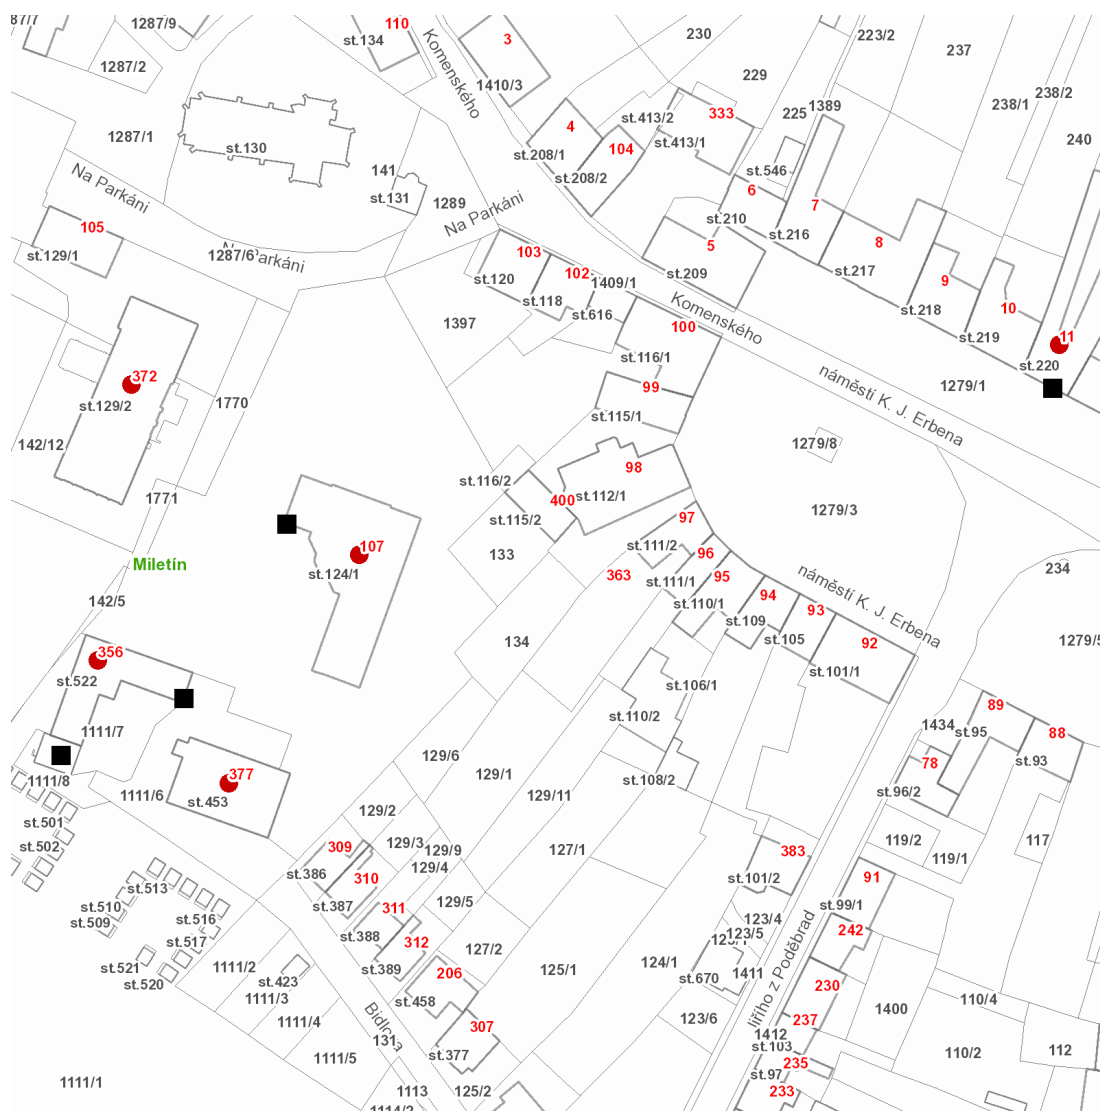 87/7
1287/9
110
st.134
3
230
223/2
237
1287/2
Komenského
1410/3
229
238/1
238/2
1287/1
st.130
4
st.413/2
333
225
1389
240
st.208/1
104
st.413/1
141
st.131
st.208/2
st.546
Na Parkáni
1289
Na Parkáni
6
7
105
st.210
st.216
st.129/1
1287/6
103
102
5
8
st.120
st.118
1409/1
st.209
st.217
9
10
st.616
Komenského
st.218
st.219
11
1397
100
st.116/1
st.220
372
99
náměstí K. J. Erbena
1279/1
st.129/2
1770
st.115/1
142/12
98
1279/8
1771
st.116/2
400
st.112/1
1279/3
st.115/2
97
107
133
st.111/2
96
Miletín
st.124/1
363
st.111/1
95
náměstí K. J. Erbena
234
142/5
st.110/1
94
93
134
st.109
st.105
92
1279/5
356
st.522
st.101/1
st.106/1
st.110/2
89
1434
st.95
88
1111/7
129/6
st.93
78
1111/8
377
129/1
st.108/2
st.96/2
1111/6
st.453
129/11
st.501
129/2
st.502
309
129/3
129/9
127/1
383
119/2
117
119/1
st.386
310
129/4
st.101/2
91
st.513
st.387
311
129/5
st.99/1
st.510
st.509
st.516
312
st.388
123/4
123/5
242
st.517
127/2
st.521
1111/2
st.389
206
125/1
124/1
1411
st.520
st.423
st.670
230
1111/3
st.458
110/4
1400
1111/4
Bidlova
307
123/6
Jiřího z Poděbrad
237
1412
131
st.377
st.103
110/2
112
1111/5
235
st.97
1111/1
1113
125/2
233
1114/2